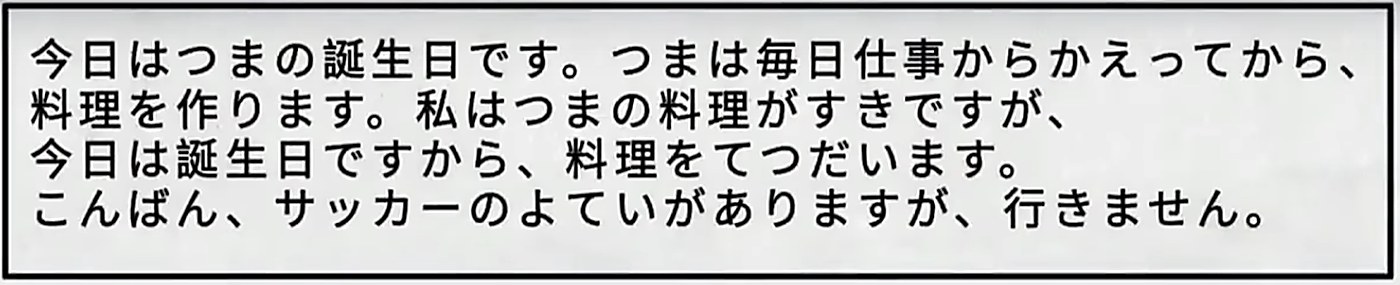 今日はつまの誕生日です。つまは毎日仕事からかえってから、
料理を作ります。私はつまの料理がすきですが、
今日は誕生日ですから、料理をてつだいます。
こんばん、サッカーのよていがありますが、行きません。